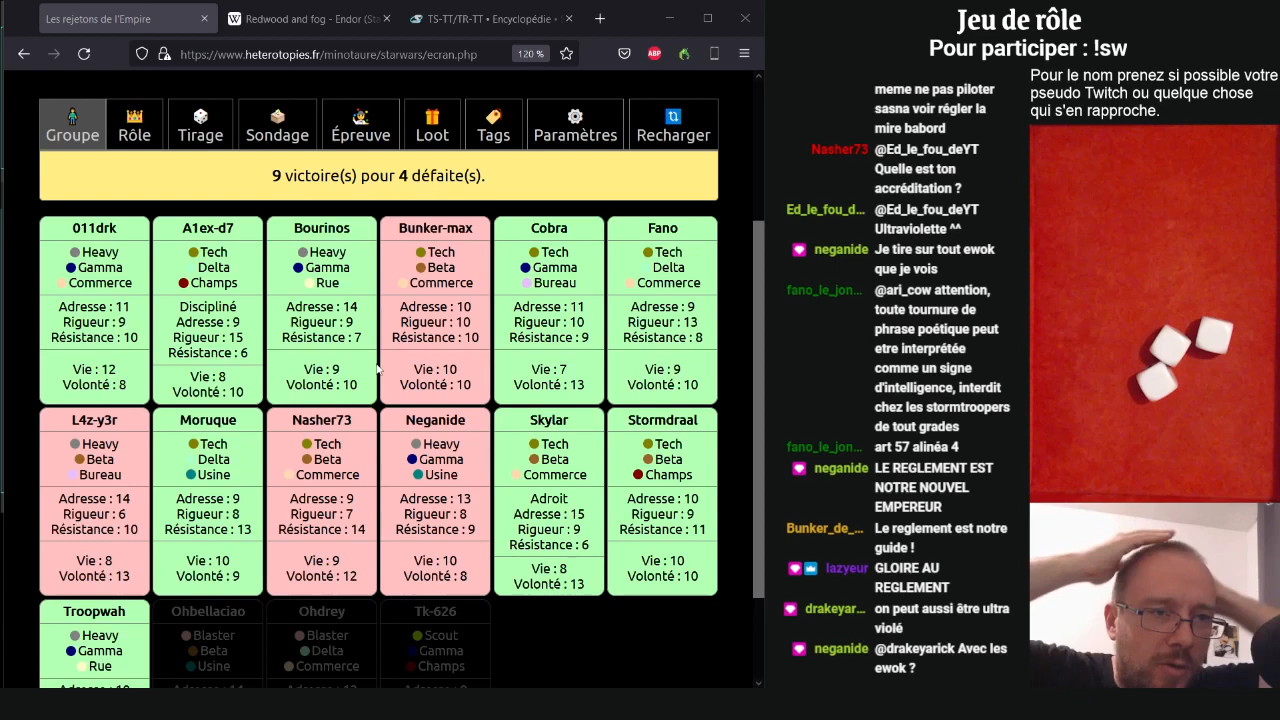 Les rejetons de l'Empire
Redwood and fog - Endor (Sta
TS-TT/TR-TT • Encyclopédie •
https://www.heterotopies.fr/minotaure/starwars/ecran.php
120 %
ABP
Groupe
Rôle
Tirage
Sondage
Épreuve
Loot
Tags
Paramètres
Recharger
9 victoire(s) pour 4 défaite(s).
011drk
Heavy
Gamma
Commerce
Adresse : 11
Rigueur : 9
Résistance : 10
Vie : 12
Volonté : 8
A1ex-d7
Tech
Delta
Champs
Discipliné
Adresse : 9
Rigueur : 15
Résistance : 6
Vie : 8
Volonté : 10
Bourinos
Heavy
Gamma
Rue
Adresse : 14
Rigueur : 9
Résistance : 7
Vie : 9
Volonté : 10
Bunker-max
Tech
Beta
Commerce
Adresse : 10
Rigueur : 10
Résistance : 10
Vie : 10
Volonté : 10
Cobra
Tech
Gamma
Bureau
Adresse : 11
Rigueur : 10
Résistance : 9
Vie : 7
Volonté : 13
Fano
Tech
Delta
Commerce
Adresse : 9
Rigueur : 13
Résistance : 8
Vie : 9
Volonté : 10
L4z-y3r
Heavy
Beta
Bureau
Adresse : 14
Rigueur : 6
Résistance : 10
Vie : 8
Volonté : 13
Moruque
Tech
Delta
Usine
Adresse : 9
Rigueur : 8
Résistance : 13
Vie : 10
Volonté : 9
Nasher73
Tech
Beta
Commerce
Adresse : 9
Rigueur : 7
Résistance : 14
Vie : 9
Volonté : 12
Neganide
Heavy
Gamma
Usine
Adresse : 13
Rigueur : 8
Résistance : 9
Vie : 10
Volonté : 8
Skylar
Tech
Beta
Commerce
Adroit
Adresse : 15
Rigueur : 9
Résistance : 6
Vie : 8
Volonté : 13
Stormdraal
Tech
Beta
Champs
Adresse : 10
Rigueur : 9
Résistance : 11
Vie : 10
Volonté : 10
Troopwah
Heavy
Gamma
Rue
Ohbellaciao
Blaster
Beta
Usine
Ohdrey
Blaster
Delta
Commerce
Tk-626
Scout
Gamma
Champs
meme ne pas piloter
sasna voir régler la
mire babord
Nasher73 @Ed_le_fou_deYT
Quelle est ton
accréditation ?
Ed_le_fou_d... @Ed_le_fou_deYT
Ultraviolette ^^
neganide Je tire sur tout ewok
que je vois
fano_le_jon... @ari_cow attention,
toute tournure de
phrase poétique peut
etre interprétée
comme un signe
d'intelligence, interdit
chez les stormtroopers
de tout grades
fano_le_jon... art 57 alinéa 4
neganide LE REGLEMENT EST
NOTRE NOUVEL
EMPEREUR
Bunker_de_... Le reglement est notre
guide !
lazyeur GLOIRE AU
REGLEMENT
drakeyar... on peut aussi être ultra
violé
neganide @drakeyarick Avec les
ewok ?
Jeu de rôle
Pour participer : !sw
Pour le nom prenez si possible votre
pseudo Twitch ou quelque chose
qui s'en rapproche.